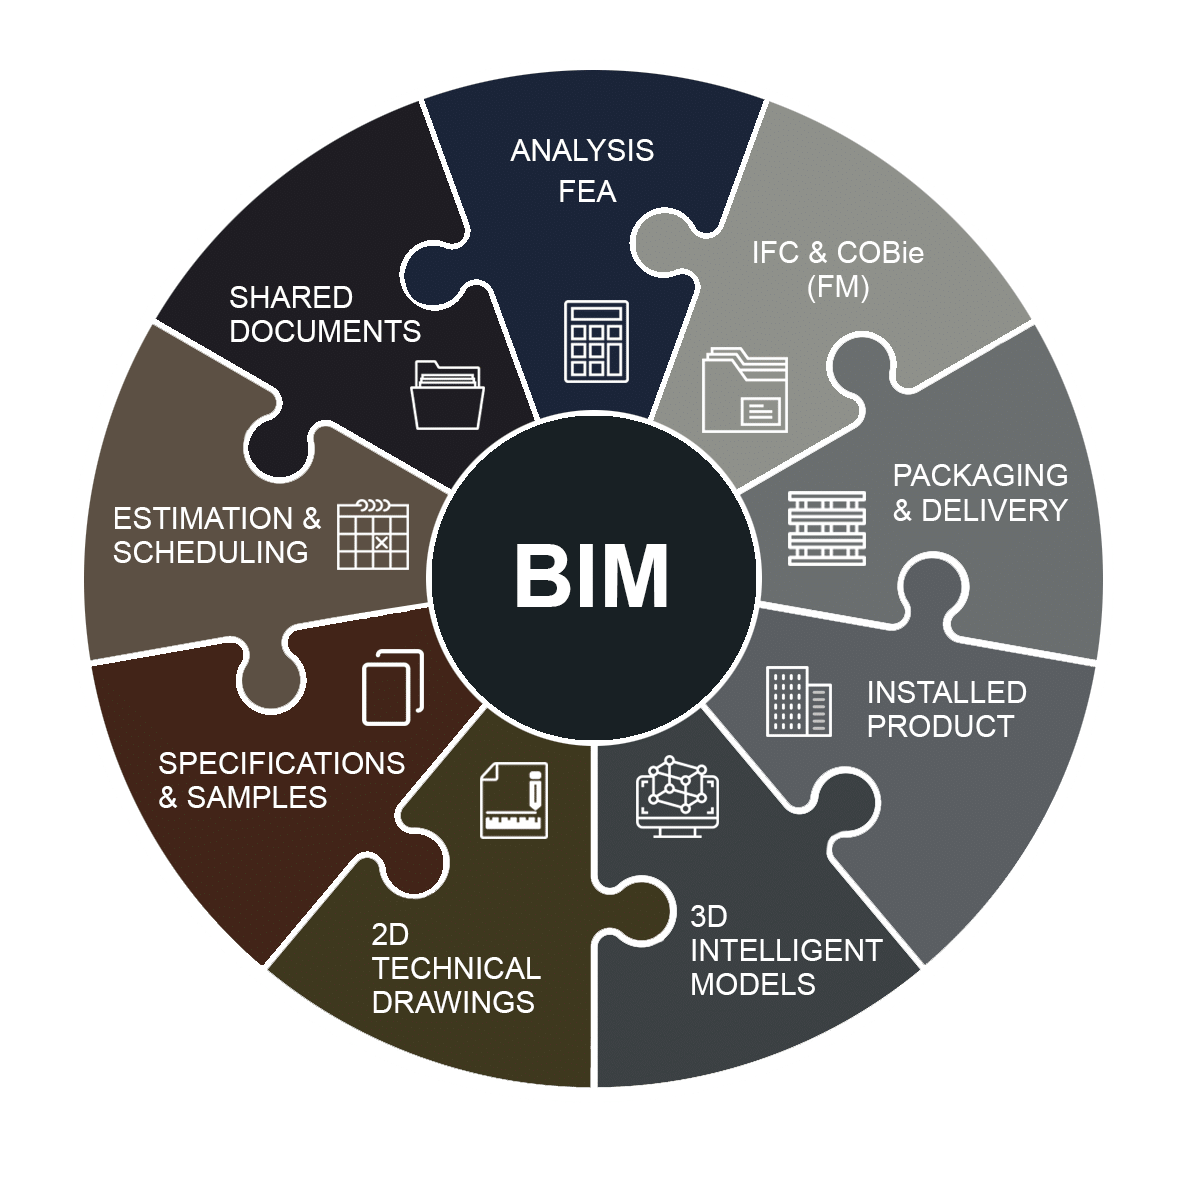 ANALYSIS
FEA
IFC & COBie
(FM)
PACKAGING
& DELIVERY
INSTALLED
PRODUCT
3D
INTELLIGENT
MODELS
2D
TECHNICAL
DRAWINGS
SPECIFICATIONS
& SAMPLES
ESTIMATION &
SCHEDULING
SHARED
DOCUMENTS
BIM